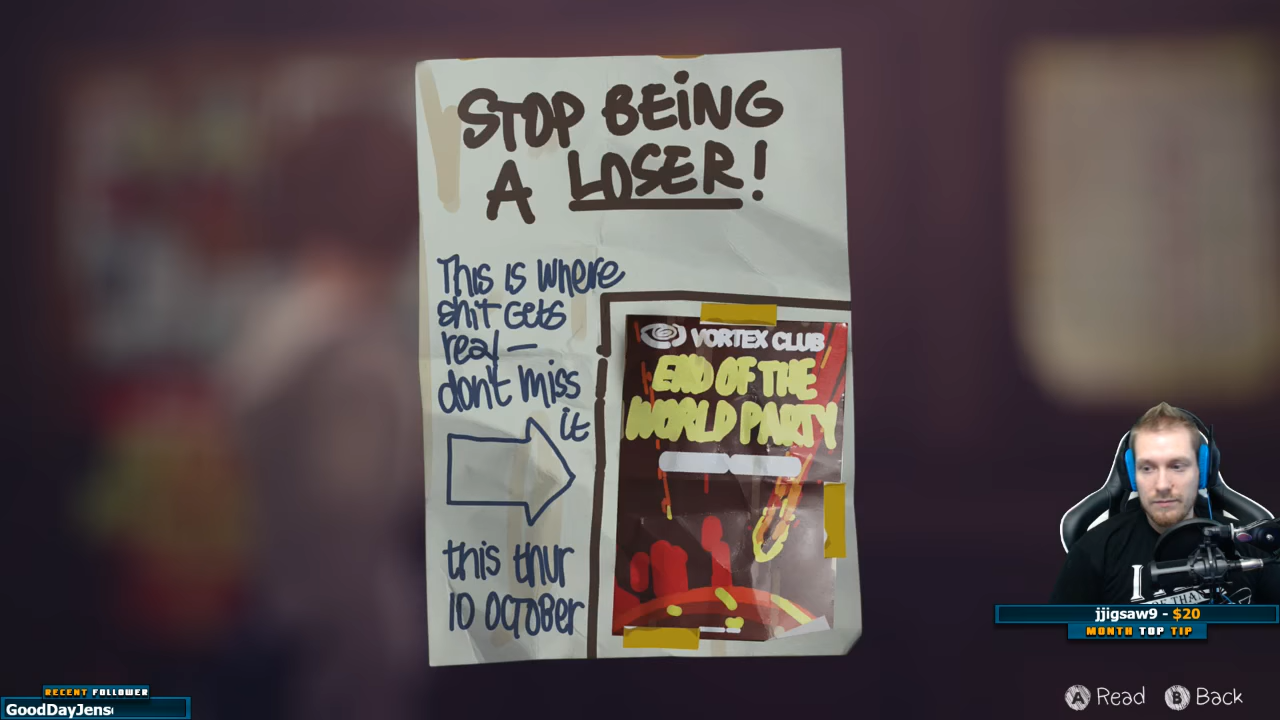 STOP BEING
A LOSER!
This is where
shit gets
real —
don't miss
it
VORTEX CLUB
END OF THE
WORLD PARTY
this thur
10 OCTOBER
I
jjigsaw9 - $20
MONTH TOP TIP
RECENT FOLLOWER
GoodDayJens
A Read B Back